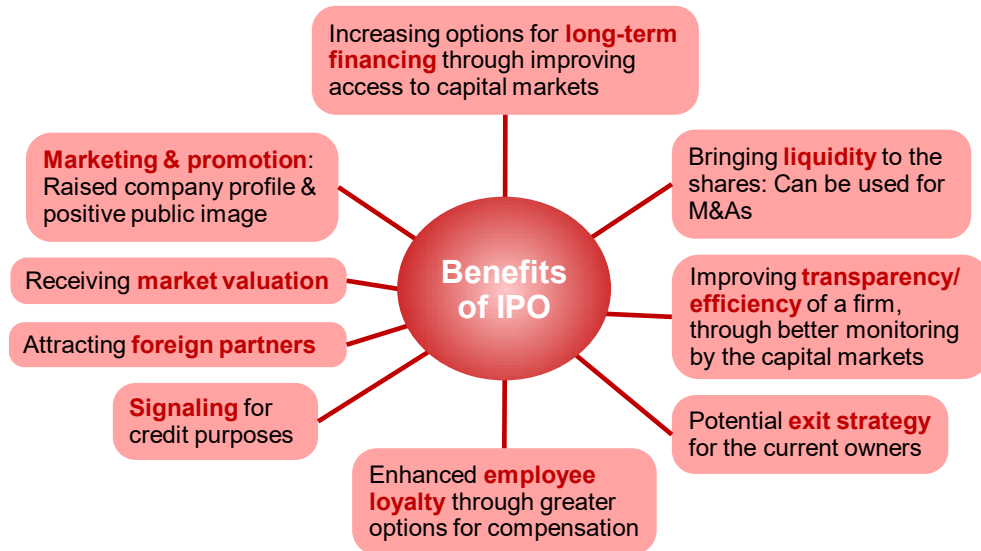 Increasing options for long-term
financing through improving
access to capital markets
Marketing & promotion:
Raised company profile &
positive public image
Bringing liquidity to the
shares: Can be used for
M&As
Benefits
of IPO
Receiving market valuation
Improving transparency/
efficiency of a firm,
through better monitoring
by the capital markets
Attracting foreign partners
Signaling for
credit purposes
Potential exit strategy
for the current owners
Enhanced employee
loyalty through greater
options for compensation